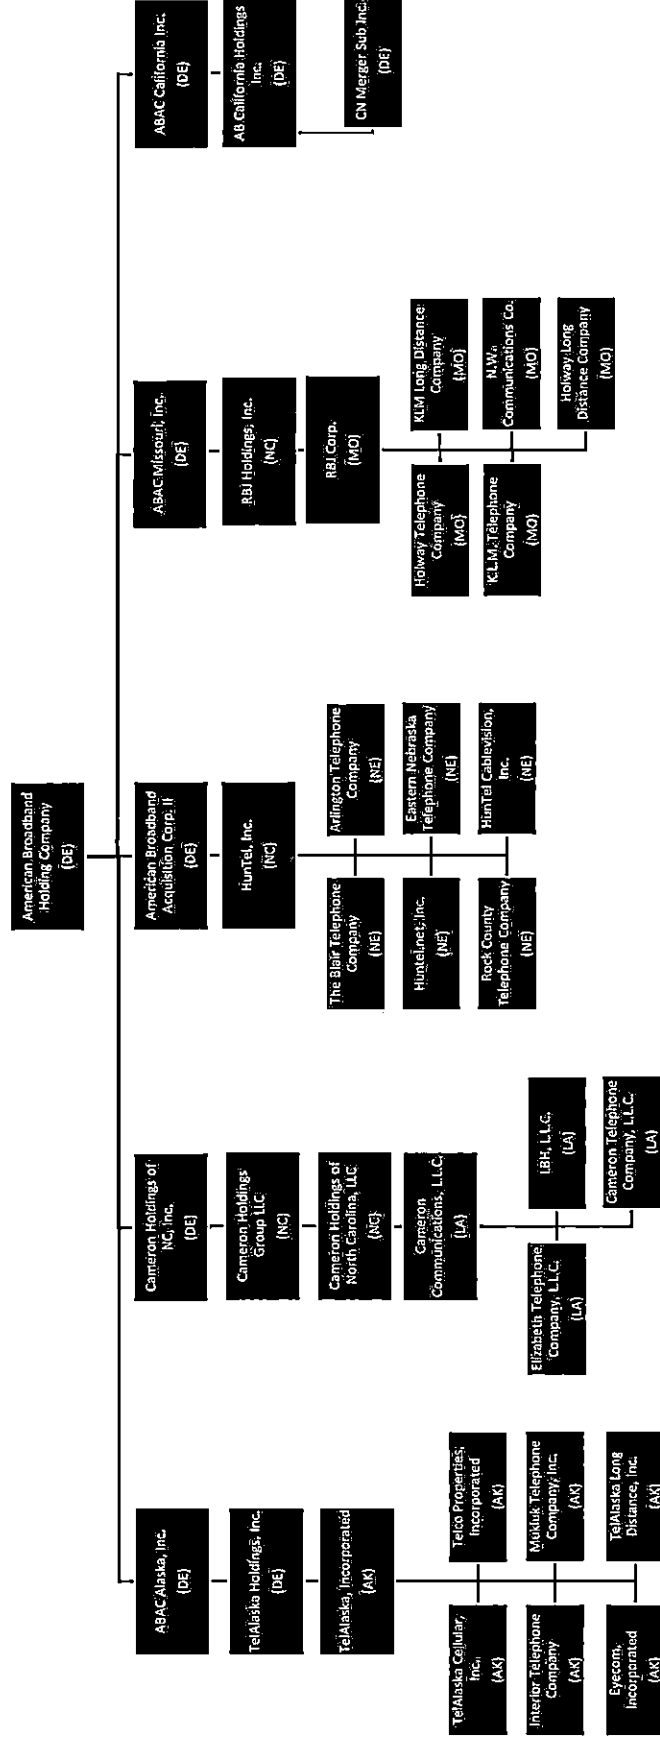 American Broadband
Holding Company
(DE)
ABAC Alaska, Inc.
(DE)
TelAlaska Holdings, Inc.
(DE)
TelAlaska, Incorporated
(AK)
TelAlaska Cellular,
Inc.
(AK)
Telco Properties,
Incorporated
(AK)
Interior Telephone
Company
(AK)
Mukluk Telephone
Company, Inc.
(AK)
Eyecom,
Incorporated
(AK)
TelAlaska Long
Distance, Inc.
(AK)
Cameron Holdings of
NC, Inc.
(DE)
Cameron Holdings
Group LLC
(NC)
Cameron Holdings of
North Carolina, LLC
(NC)
Cameron
Communications, L.L.C.
(LA)
Elizabeth Telephone
Company, L.L.C.
(LA)
LBH, L.L.C.
(LA)
Cameron Telephone
Company, L.L.C.
(LA)
American Broadband
Acquisition Corp. II
(DE)
HunTel, Inc.
(NC)
The Blair Telephone
Company
(NE)
Arlington Telephone
Company
(NE)
Huntel.net, Inc.
(NE)
Eastern Nebraska
Telephone Company
(NE)
Rock County
Telephone Company
(NE)
HunTel Cablevision,
Inc.
(NE)
ABAC Missouri, Inc.
(DE)
RBJ Holdings, Inc.
(NC)
RBJ Corp.
(MO)
Holway Telephone
Company
(MO)
KLM Long Distance
Company
(MO)
K.L.M. Telephone
Company
(MO)
N.W.
Communications Co.
(MO)
Holway Long
Distance Company
(MO)
ABAC California Inc.
(DE)
AB California Holdings
Inc.
(DE)
CN Merger Sub Inc.
(DE)